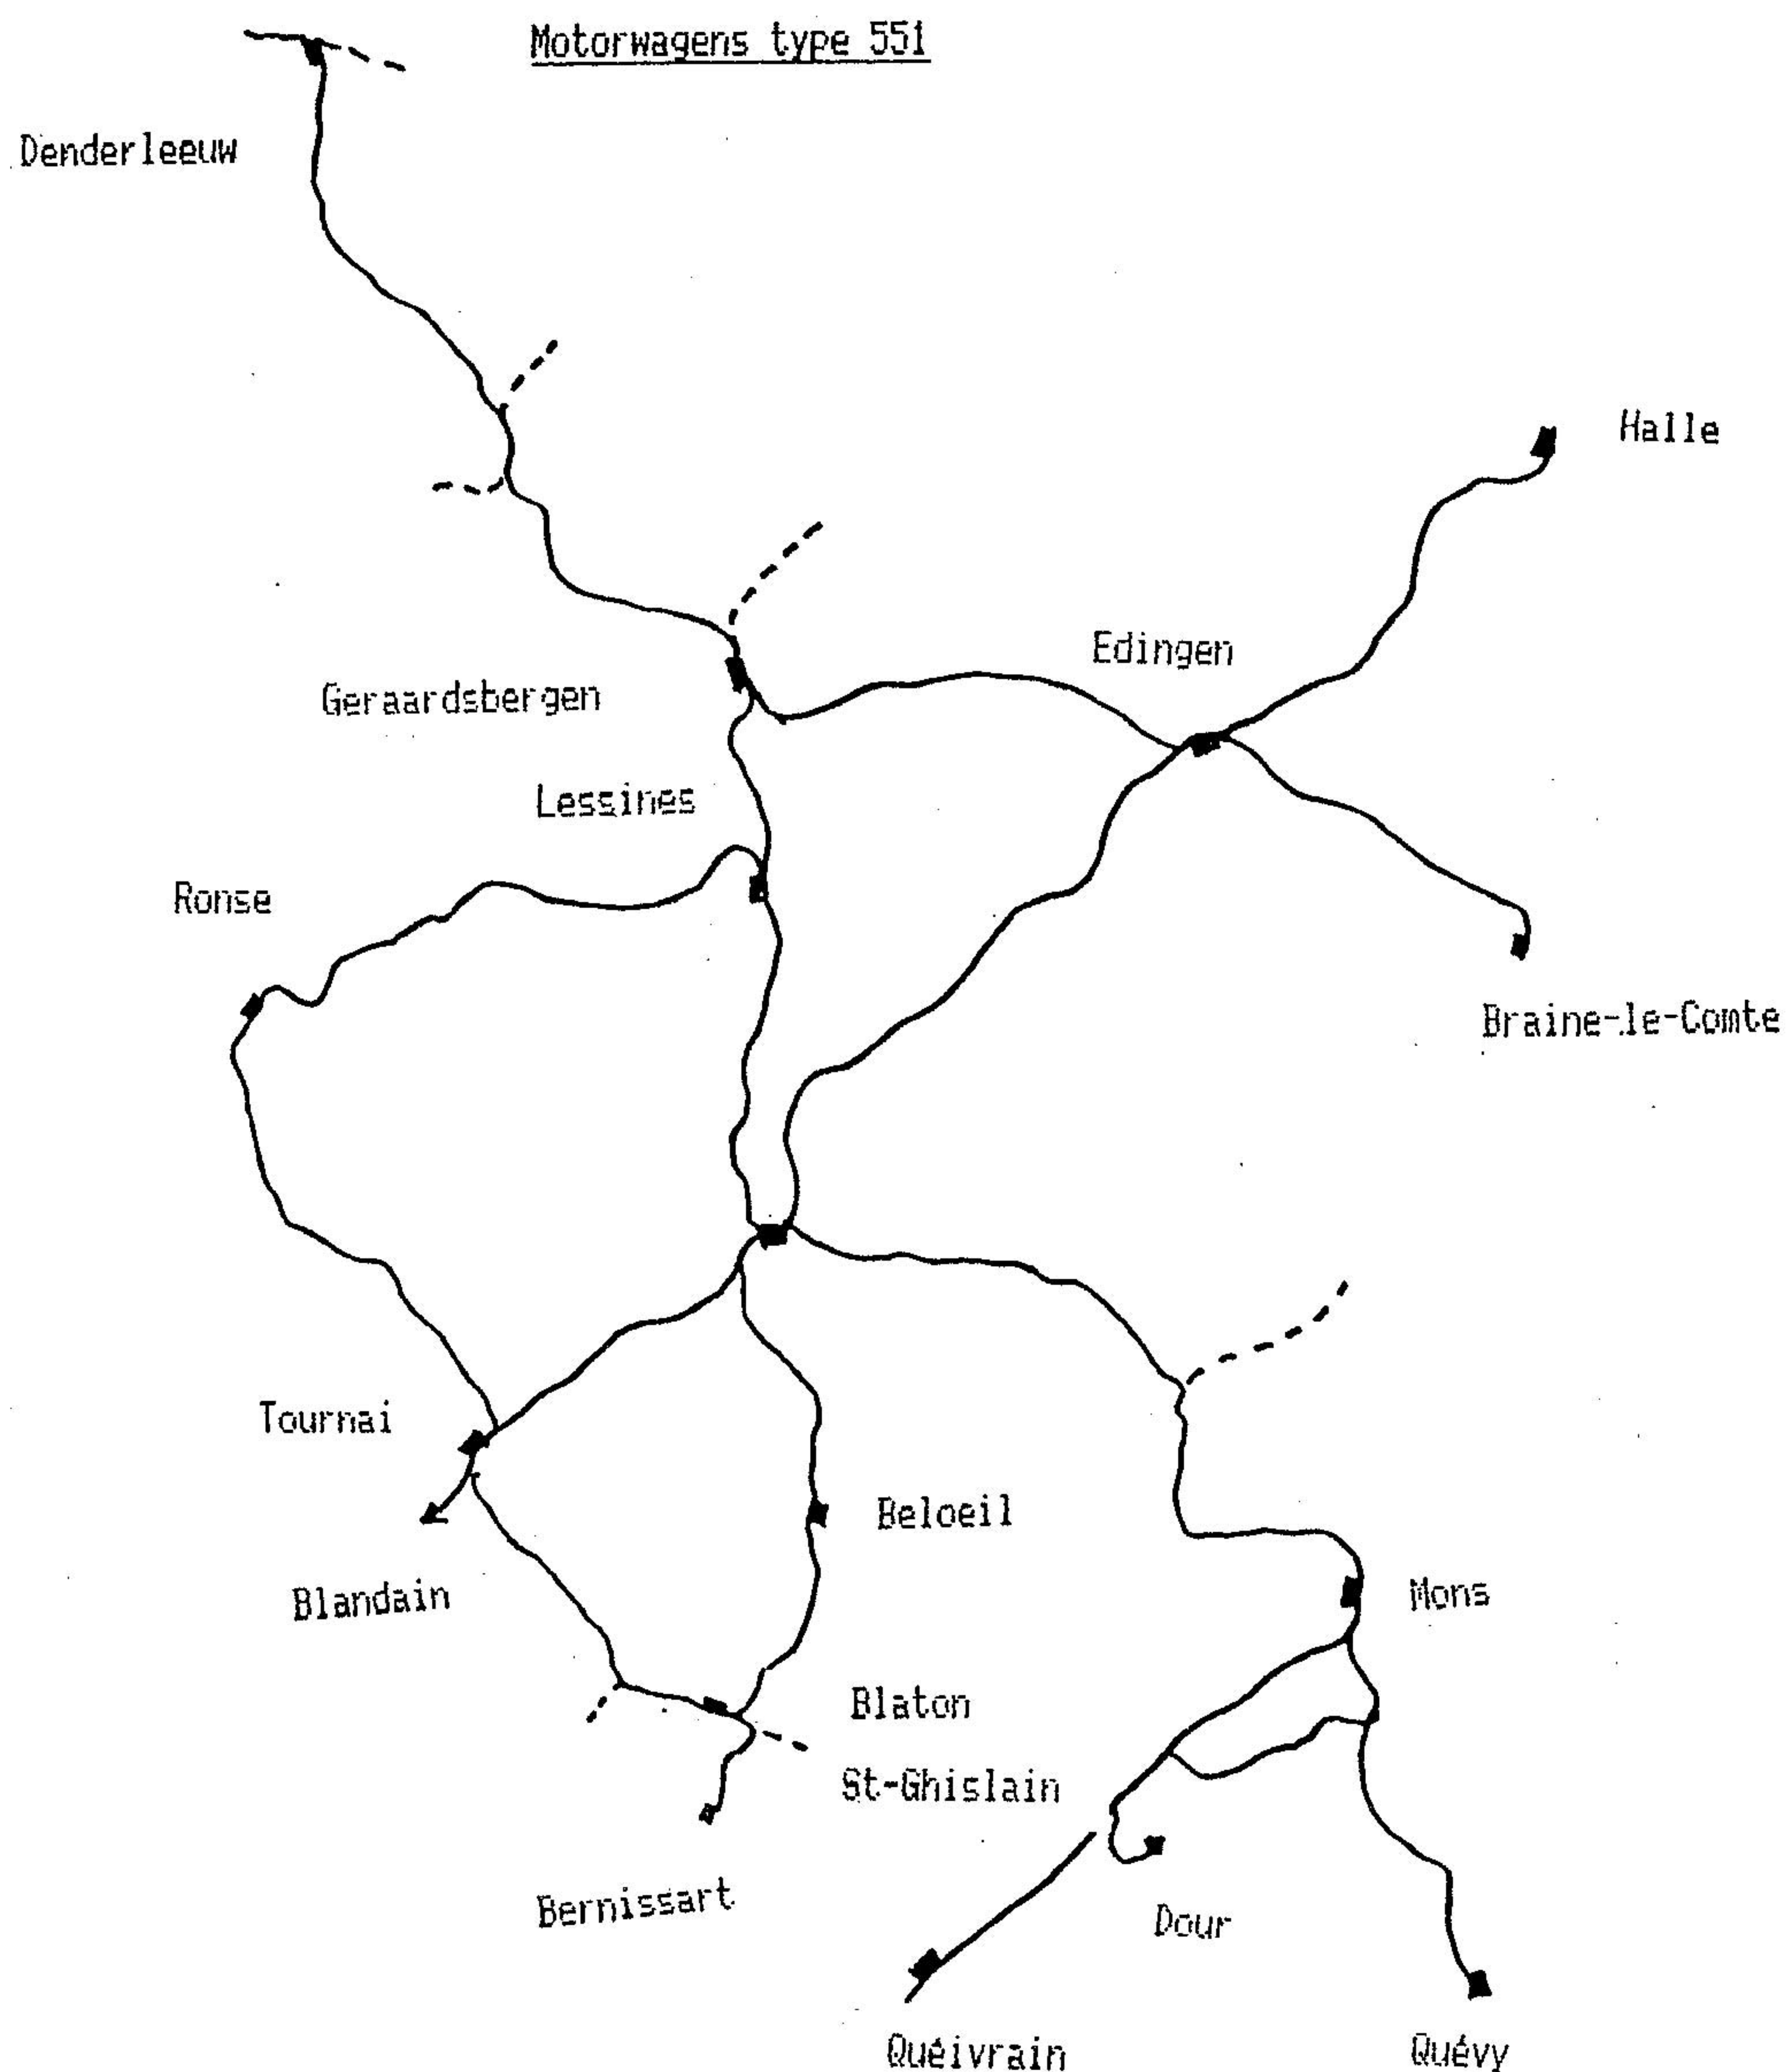 Motorwagens type 551
Denderleeuw
Halle
Edingen
Geraardsbergen
Lessines
Ronse
Braine-le-Comte
Tournai
Beloeil
Blandain
Mons
Blaton
St-Ghislain
Bernissart
Dour
Quéivrain
Quévy